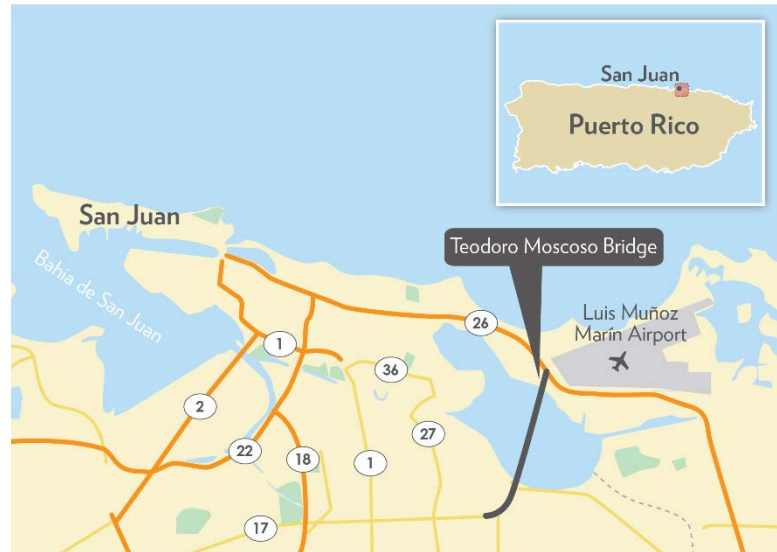 San Juan
Puerto Rico
San Juan
Bahia de San Juan
Teodoro Moscoso Bridge
Luis Muñoz
Marín Airport
26
1
36
2
27
22
18
1
17